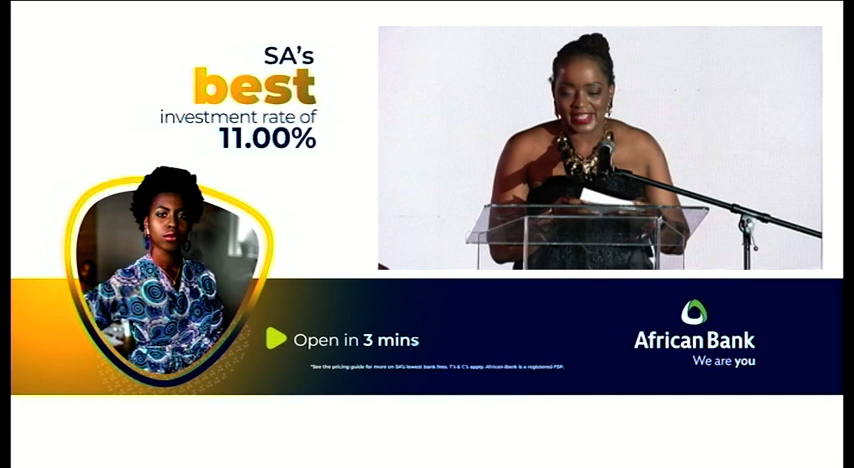 SA's
best
investment rate of
11.00%
Open in 3 mins
*See the pricing guide for more on SA's lowest bank fees. T's & C's apply. African Bank is a registered FSP.
African Bank
We are you